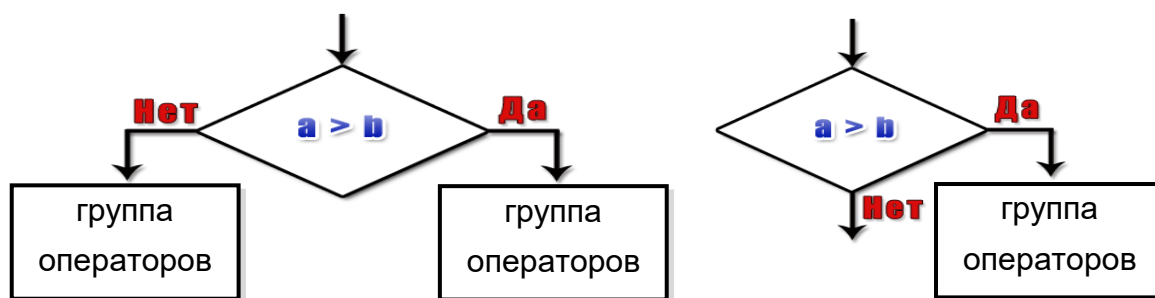 Нет
a > b
Да
группа
операторов
группа
операторов
a > b
Да
Нет
группа
операторов